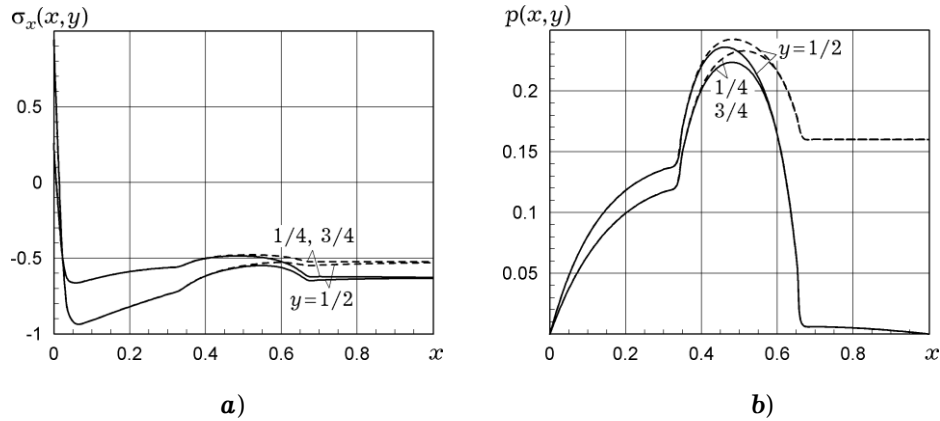 σₓ(x,y)
0.5
0
-0.5
-1
1/4, 3/4
y=1/2
0 0.2 0.4 0.6 0.8 x
a)
p(x,y)
0.2
0.15
0.1
0.05
y=1/2
1/4
3/4
0 0.2 0.4 0.6 0.8 x
b)